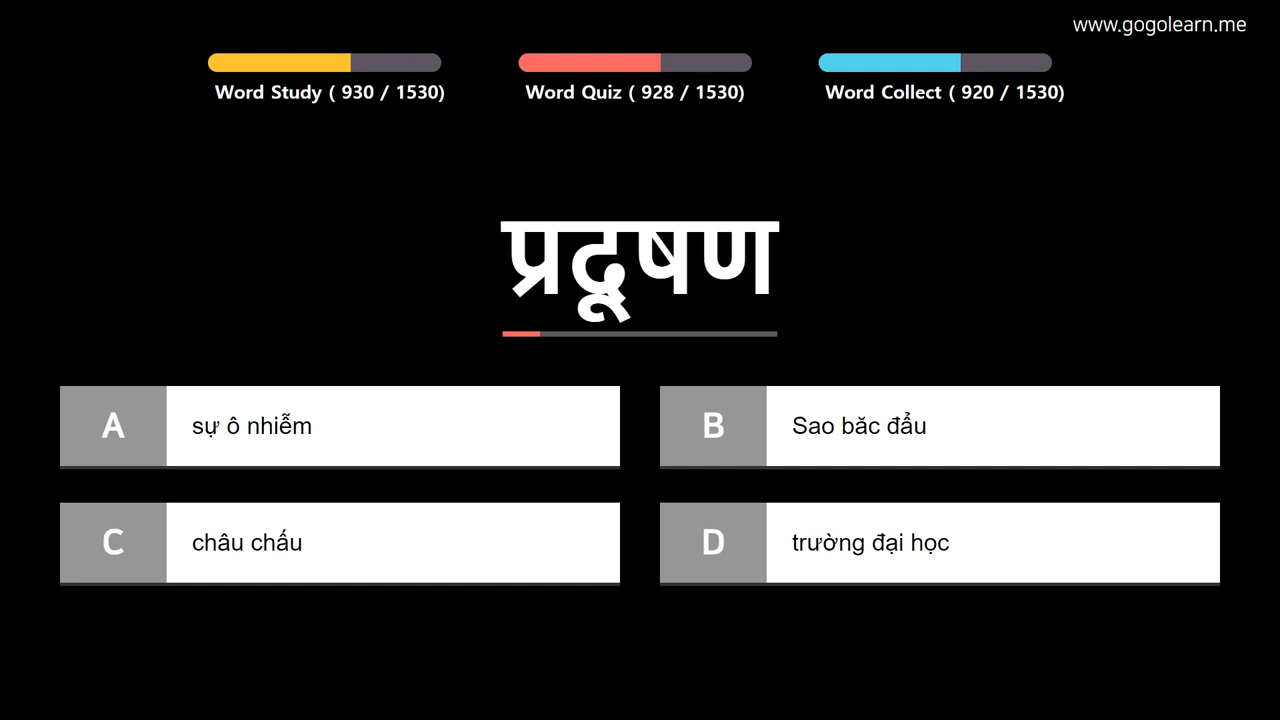 www.gogolearn.me
Word Study ( 930 / 1530)
Word Quiz ( 928 / 1530)
Word Collect ( 920 / 1530)
प्रदूषण
A
sự ô nhiễm
B
Sao băc đẩu
C
châu chấu
D
trường đại học